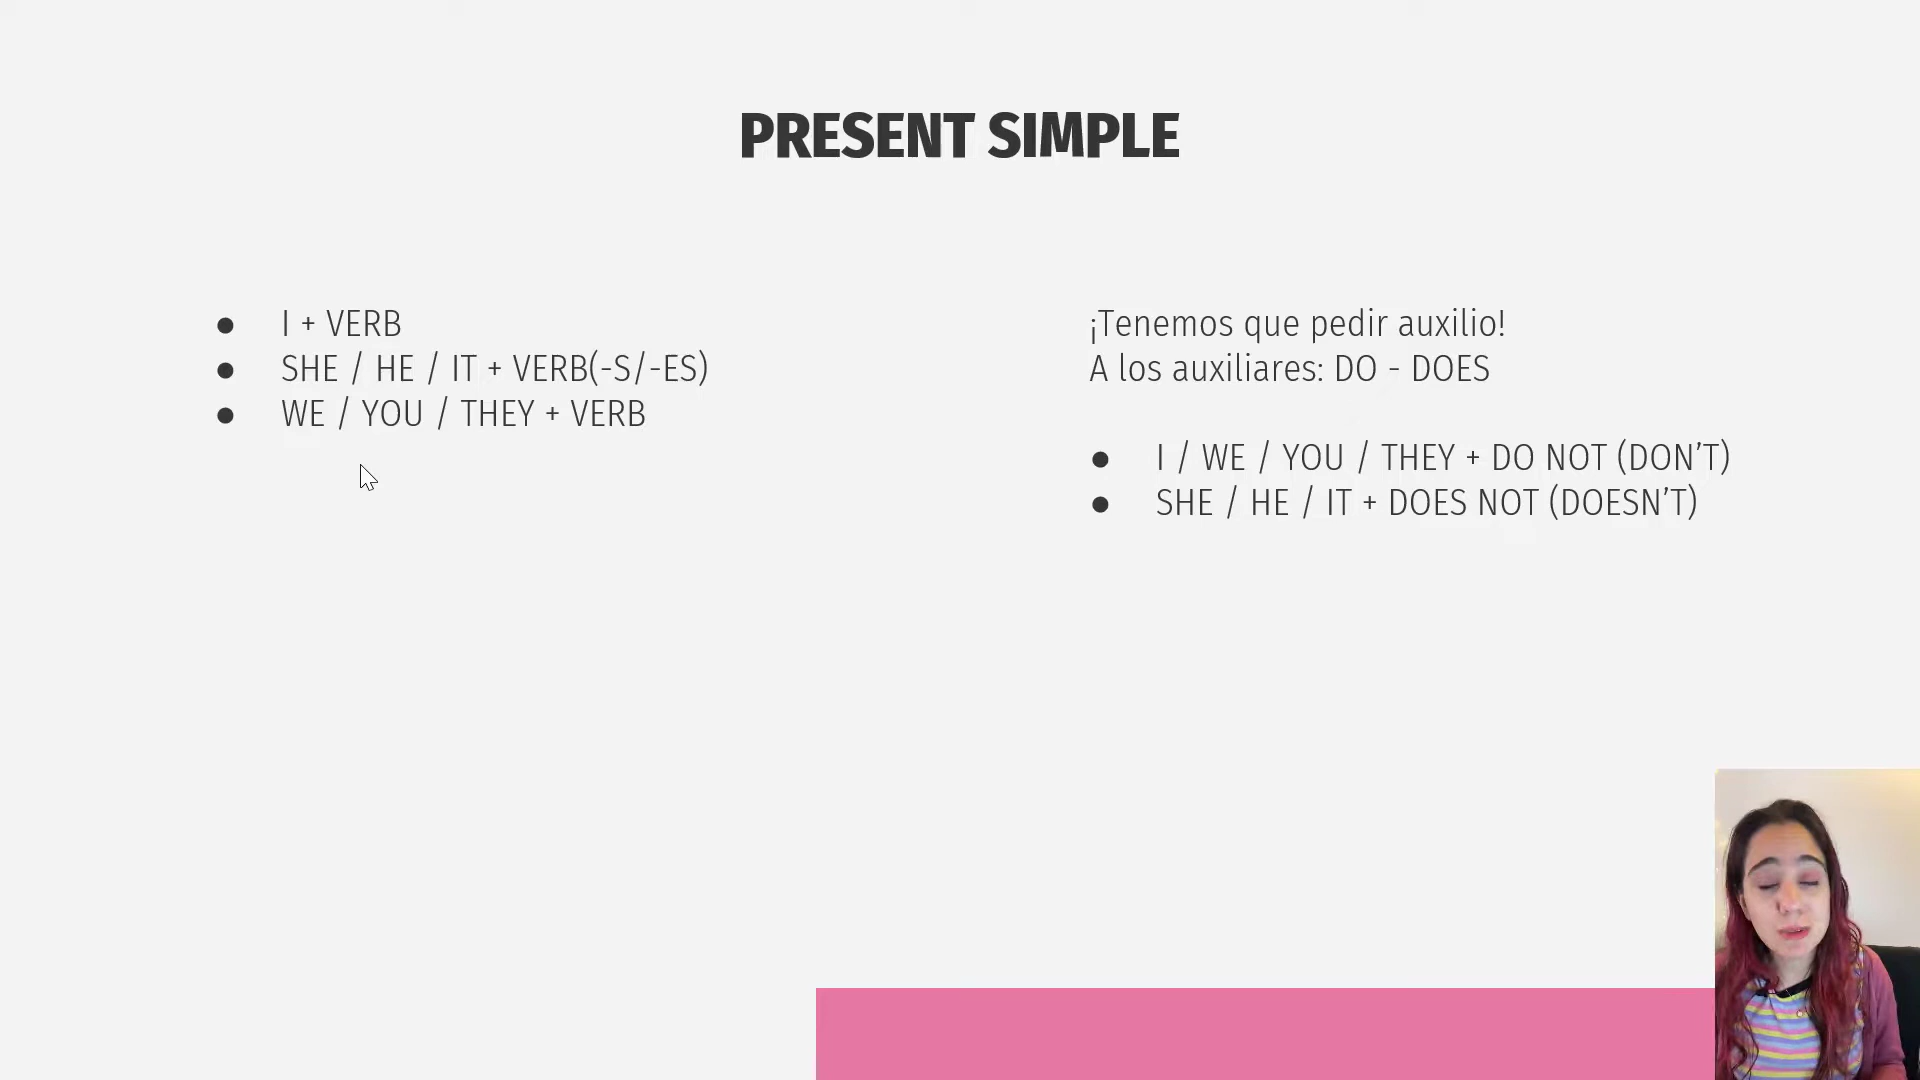 PRESENT SIMPLE
● I + VERB
● SHE / HE / IT + VERB(-S/-ES)
● WE / YOU / THEY + VERB
¡Tenemos que pedir auxilio!
A los auxiliares: DO - DOES
● I / WE / YOU / THEY + DO NOT (DON’T)
● SHE / HE / IT + DOES NOT (DOESN’T)